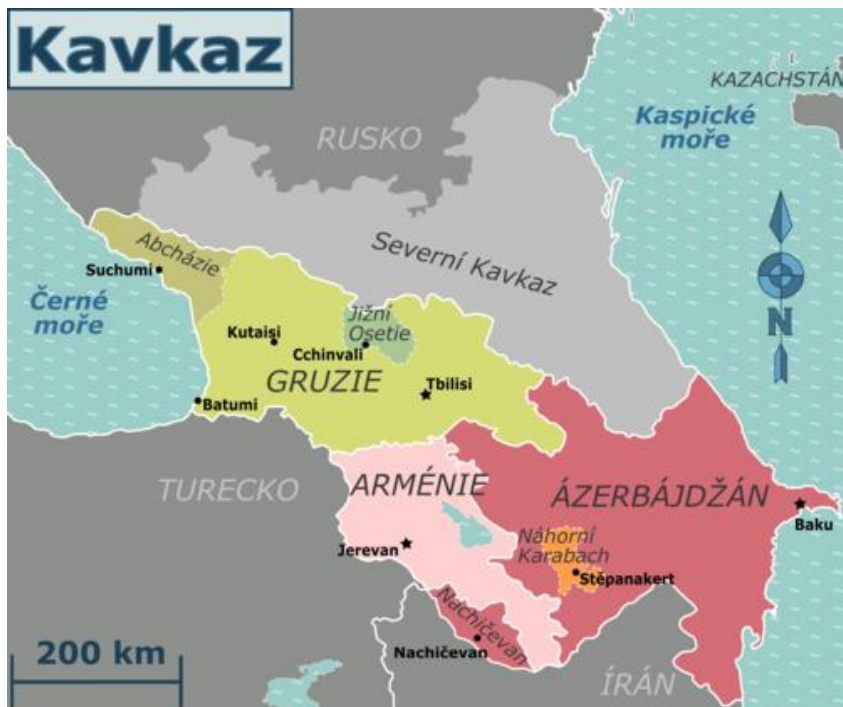 Kavkaz
KAZACHSTÁN
Kaspické
moře
RUSKO
Severní Kavkaz
Abcházie
Suchumi
Černé
moře
Jižní
Osetie
Kutaisi
Cchinvali
GRUZIE
Tbilisi
Batumi
N
TURECKO
ARMÉNIE
ÁZERBÁJDŽÁN
Baku
Náhorní
Karabach
Jerevan
Stěpanakert
Nachičevan
Nachičevan
200 km
ÍRÁN